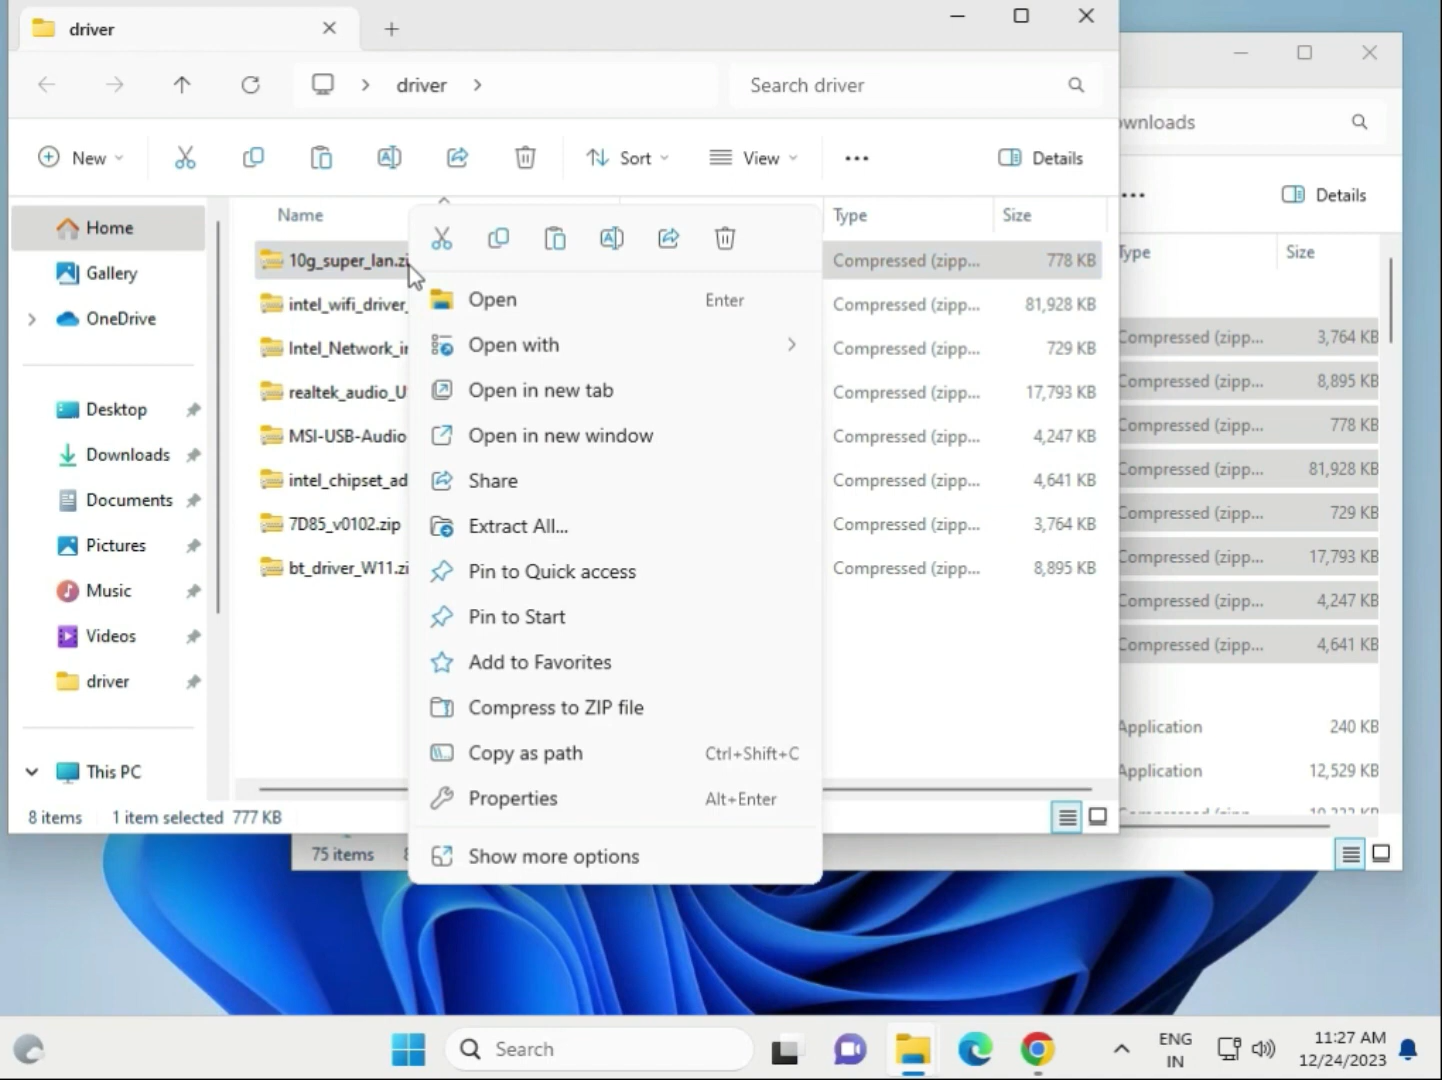 driver
driver
Search driver
New
Sort
View
Details
Name
Type
Size
Home
Gallery
OneDrive
Desktop
Downloads
Documents
Pictures
Music
Videos
driver
This PC
10g_super_lan.zi
Compressed (zipp...
778 KB
intel_wifi_driver_
Compressed (zipp...
81,928 KB
Intel_Network_ir
Compressed (zipp...
729 KB
realtek_audio_U
Compressed (zipp...
17,793 KB
MSI-USB-Audio
Compressed (zipp...
4,247 KB
intel_chipset_ad
Compressed (zipp...
4,641 KB
7D85_v0102.zip
Compressed (zipp...
3,764 KB
bt_driver_W11.zi
Compressed (zipp...
8,895 KB
Open
Enter
Open with
Open in new tab
Open in new window
Share
Extract All...
Pin to Quick access
Pin to Start
Add to Favorites
Compress to ZIP file
Copy as path
Ctrl+Shift+C
Properties
Alt+Enter
Show more options
8 items
1 item selected 777 KB
wnloads
Details
Type
Size
Compressed (zipp...
3,764 KB
Compressed (zipp...
8,895 KB
Compressed (zipp...
778 KB
Compressed (zipp...
81,928 KB
Compressed (zipp...
729 KB
Compressed (zipp...
17,793 KB
Compressed (zipp...
4,247 KB
Compressed (zipp...
4,641 KB
Application
240 KB
Application
12,529 KB
75 items
Search
ENG
IN
11:27 AM
12/24/2023